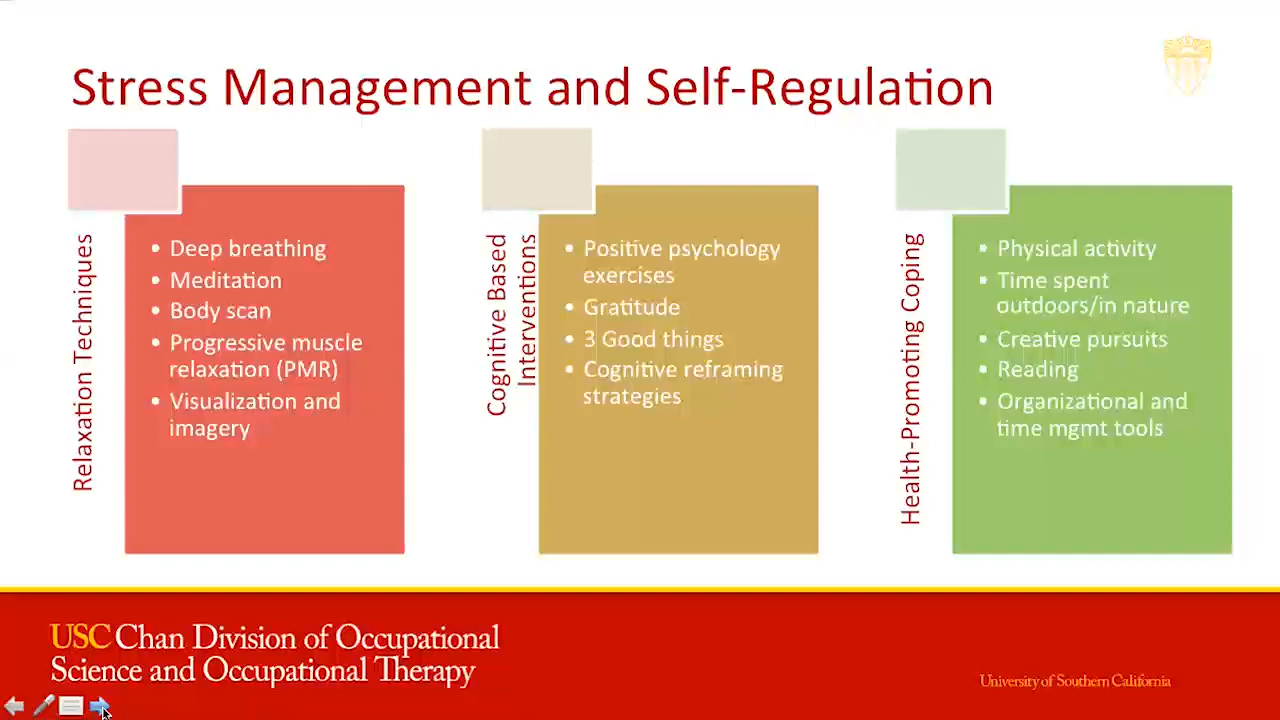 Stress Management and Self-Regulation
Relaxation Techniques
• Deep breathing
• Meditation
• Body scan
• Progressive muscle
relaxation (PMR)
• Visualization and
imagery
Cognitive Based
Interventions
• Positive psychology
exercises
• Gratitude
• 3 Good things
• Cognitive reframing
strategies
Health-Promoting Coping
• Physical activity
• Time spent
outdoors/in nature
• Creative pursuits
• Reading
• Organizational and
time mgmt tools
USC Chan Division of Occupational
Science and Occupational Therapy
University of Southern California